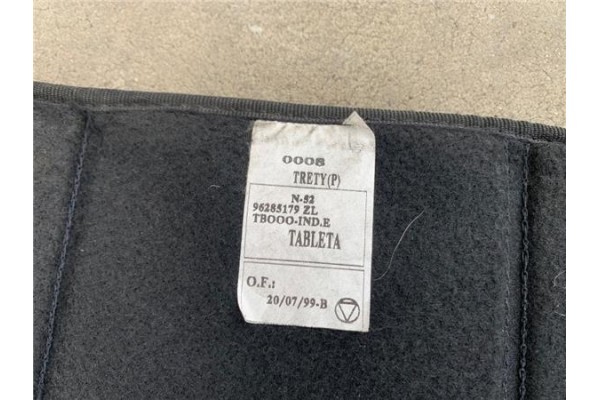 0008
TRETY(P)
N-52
96285179 ZL
TBOOO-IND.E
TABLETA
O.F.:
20/07/99-B